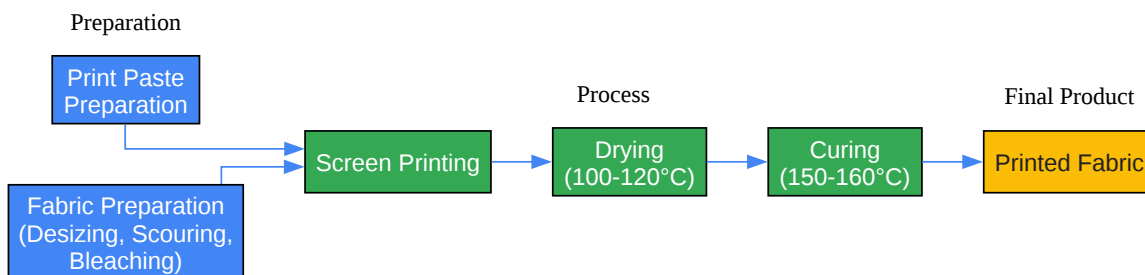 Preparation
Print Paste
Preparation
Process
Final Product
Screen Printing
Drying
(100-120°C)
Curing
(150-160°C)
Printed Fabric
Fabric Preparation
(Desizing, Scouring,
Bleaching)